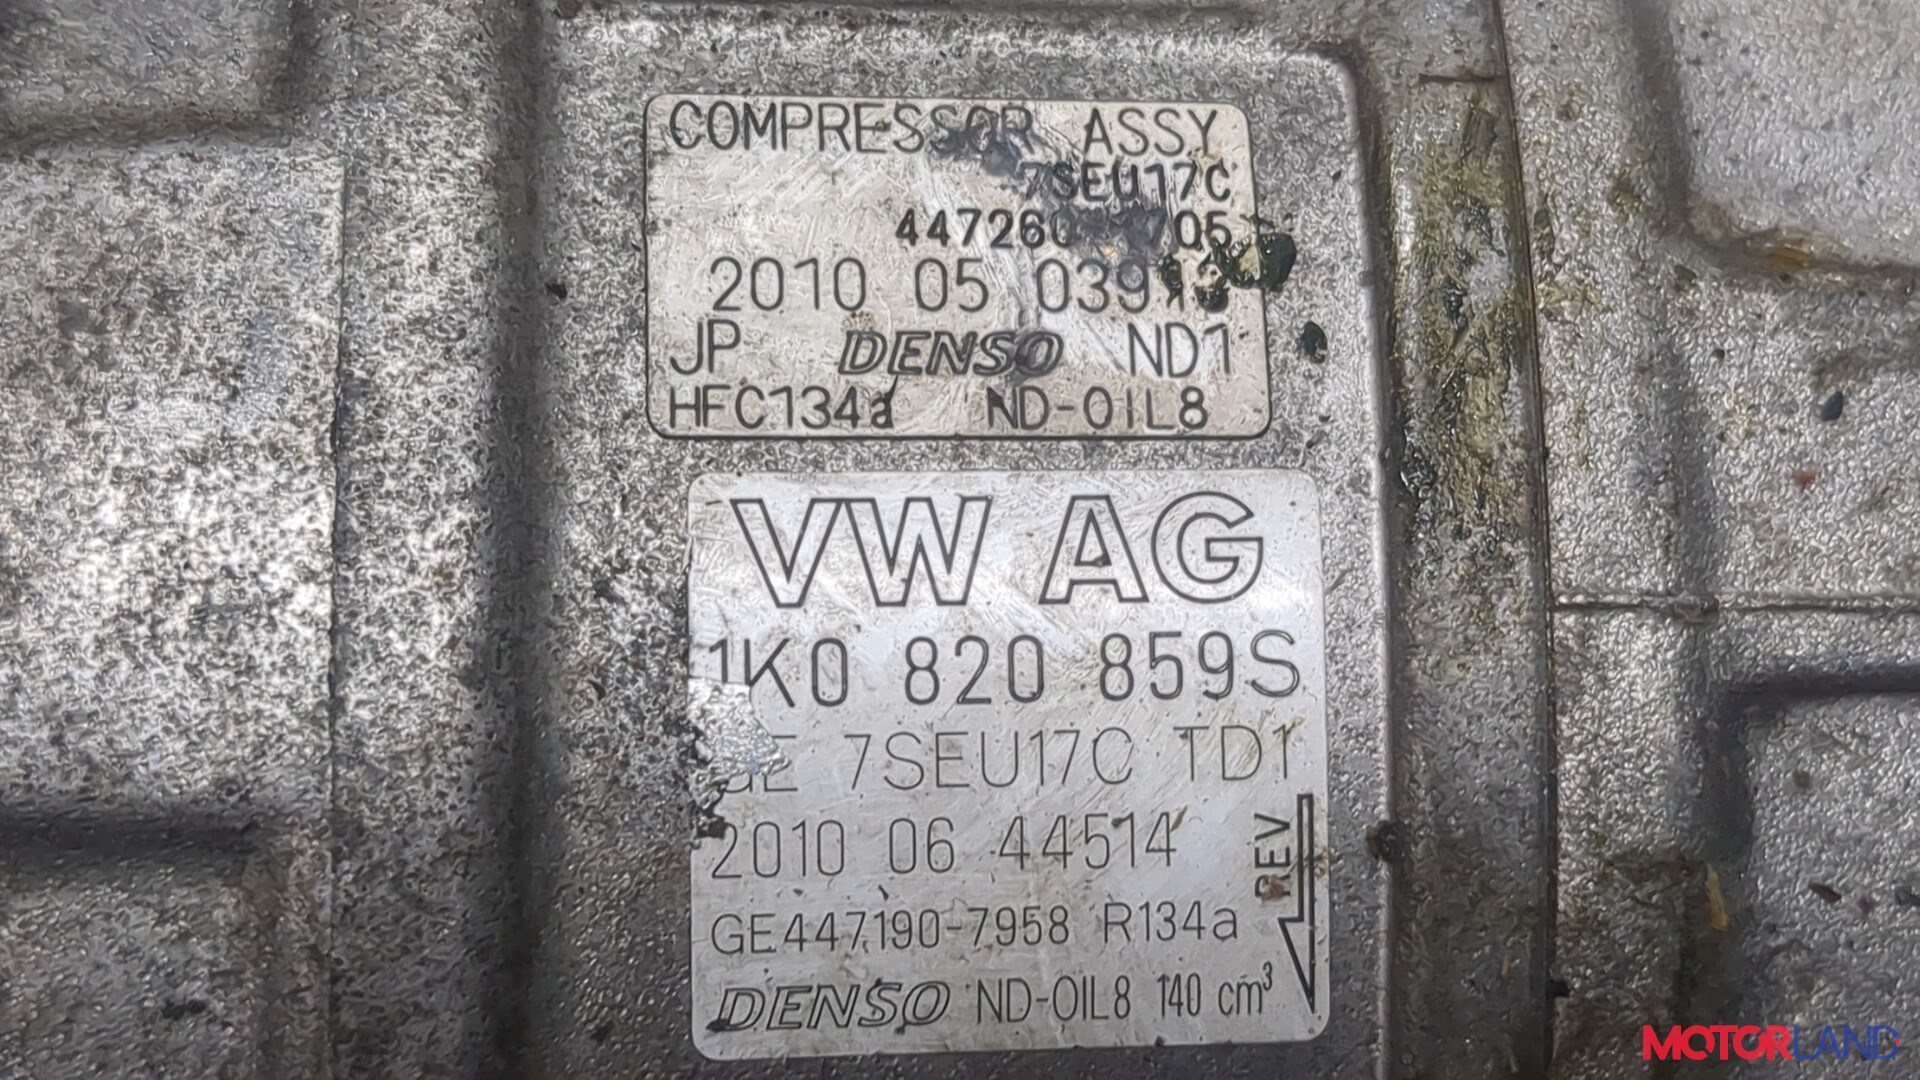 COMPRESSOR ASSY
7SEU17C
2010 05
JP DENSO ND1
HFC134a ND-OIL8
VW AG
1K0 820 859S
GE 7SEU17C TD1
2010 06 44514
REV
GE447190-7958 R134a
DENSO ND-OIL8 140 cm³
MOTORLAND